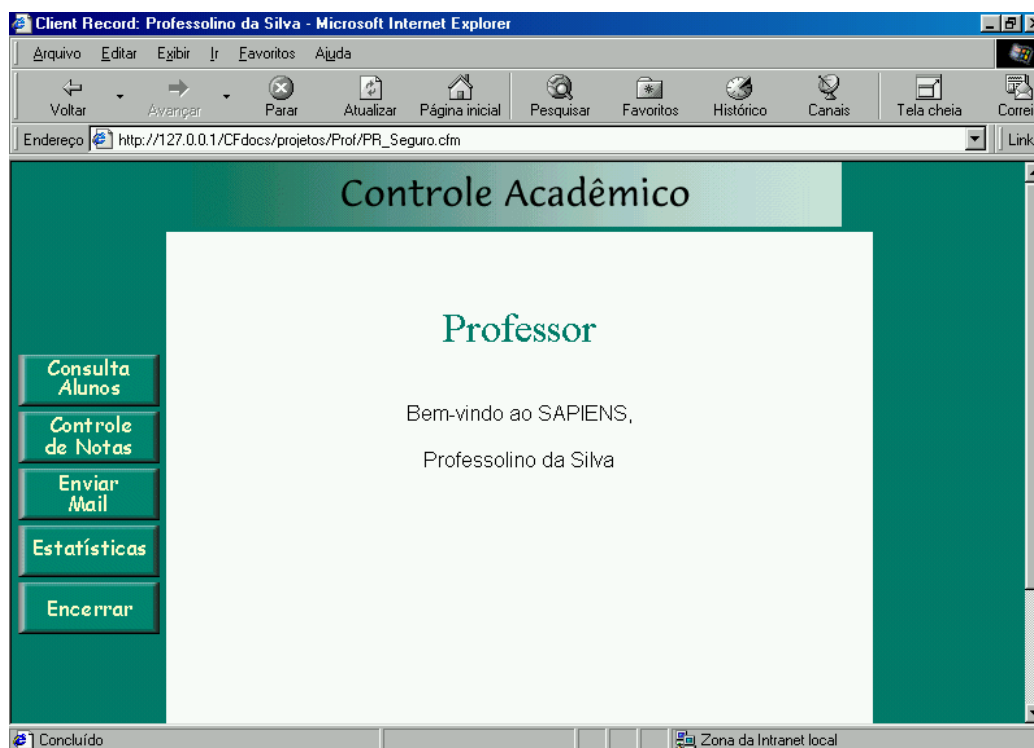 Client Record: Professolino da Silva - Microsoft Internet Explorer
Arquivo Editar Exibir Ir Favoritos Ajuda
Voltar Avançar Parar Atualizar Página inicial Pesquisar Favoritos Histórico Canais Tela cheia Correi
Endereço http://127.0.0.1/CFdocs/projetos/Prof/PR_Seguro.cfm Link
Controle Acadêmico
Professor
Bem-vindo ao SAPIENS,
Professolino da Silva
Consulta
Alunos
Controle
de Notas
Enviar
Mail
Estatísticas
Encerrar
Concluído Zona da Intranet local